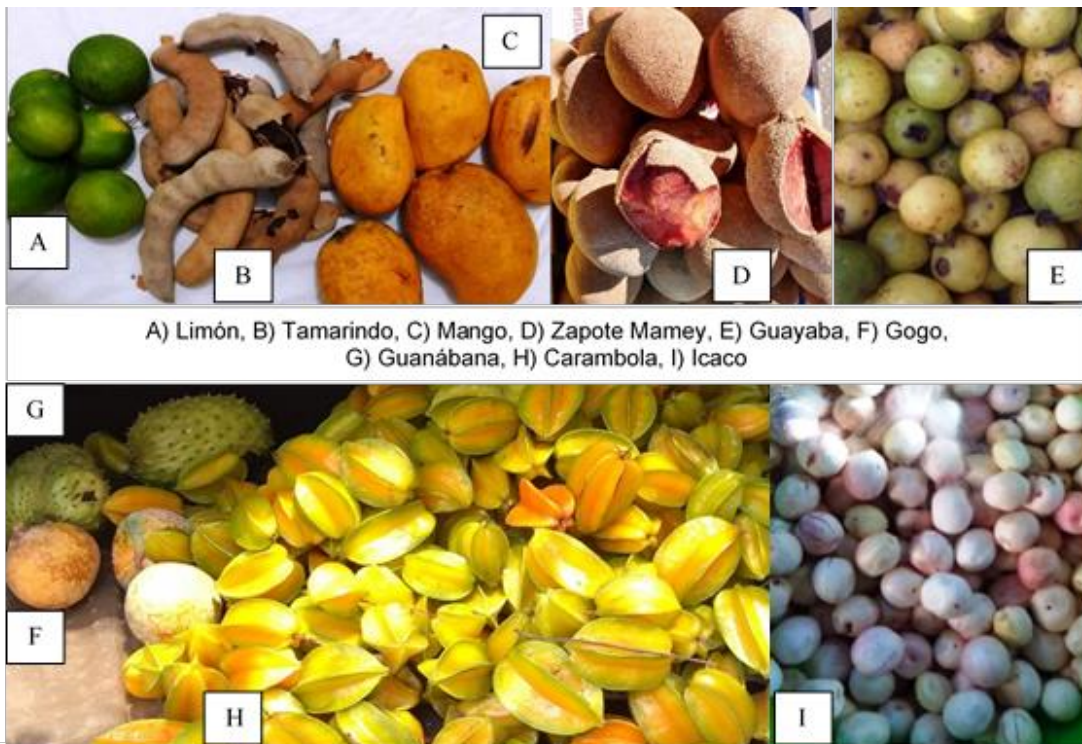 C
A
B
D
E
A) Limón, B) Tamarindo, C) Mango, D) Zapote Mamey, E) Guayaba, F) Gogo,
G) Guanábana, H) Carambola, I) Icaco
G
F
H
I